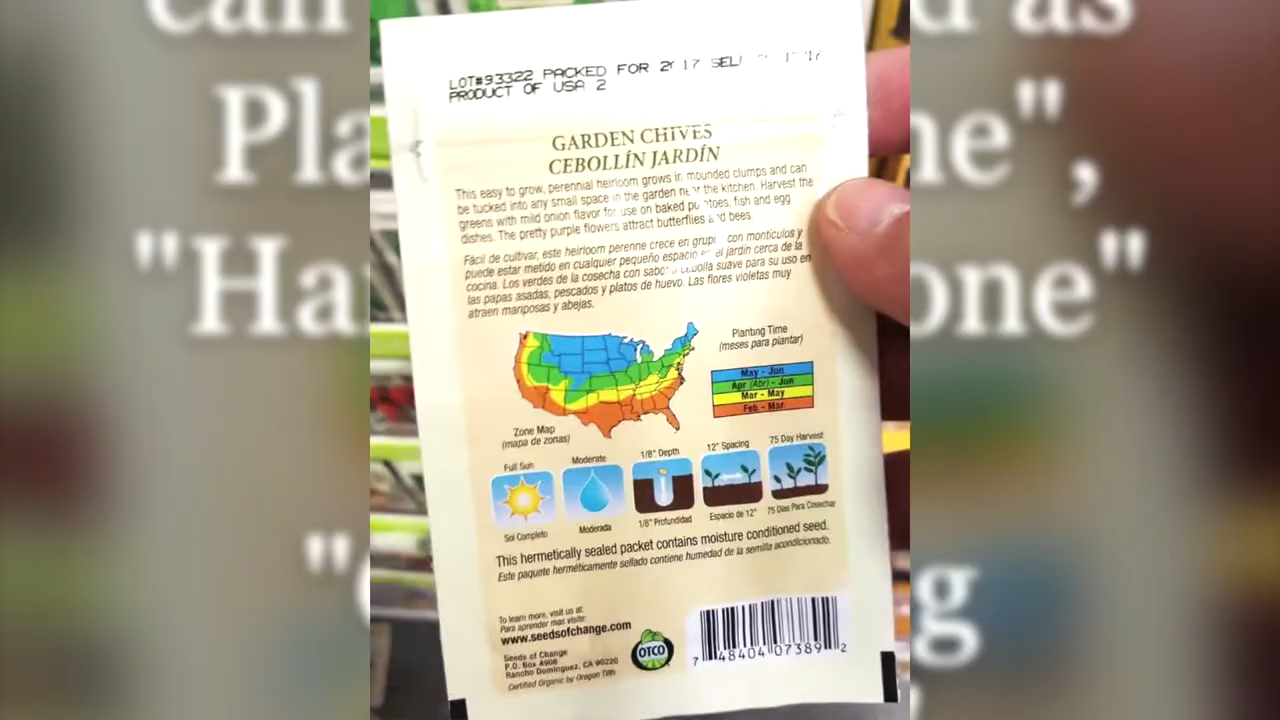 LOT#93322 PACKED FOR 2017
PRODUCT OF USA 2
GARDEN CHIVES
CEBOLLÍN JARDÍN
This easy to grow, perennial heirloom grows in mounded clumps and can
be tucked into any small space in the garden near the kitchen. Harvest the
greens with mild onion flavor for use on baked potatoes, fish and egg
dishes. The pretty purple flowers attract butterflies and bees.
Fácil de cultivar, este heirloom perenne crece en con montículos y
puede estar metido en cualquier pequeño espacio jardín cerca de la
cocina. Los verdes de la cosecha con cebolla suave para su uso en
las papas asadas, pescados y platos de huevo. Las flores violetas muy
atraen mariposas y abejas.
Planting Time
(meses para plantar)
May - Jun
Apr (Abr) - Jun
Mar - May
Feb - Mar
Zone Map
(mapa de zonas)
Full Sun
Moderate
1/8" Depth
12" Spacing
75 Day Harvest
Sol Completo
Moderada
1/8" Profundidad
Espacio de 12"
75 Dias Para Cosechar
This hermetically sealed packet contains moisture conditioned seed.
Este paquete herméticamente sellado contiene humedad de la semilla acondicionado.
To learn more, visit us at:
Para aprender mas visite:
www.seedsofchange.com
Seeds of Change
P.O. Box 4908
Rancho Dominguez, CA 90220
Certified Organic by Oregon Tilth
OTCO
7 48404 07389 2